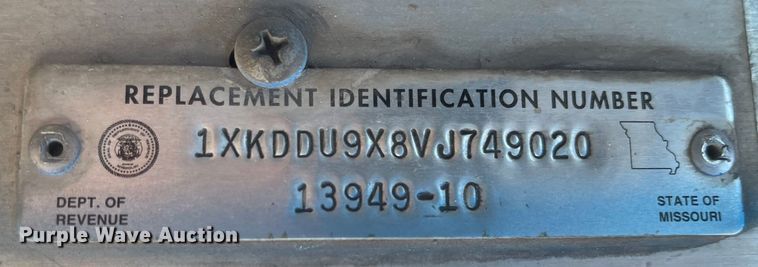 REPLACEMENT IDENTIFICATION NUMBER
1XKDDU9X8VJ749020
13949-10
DEPT. OF
REVENUE
STATE OF
MISSOURI
Purple Wave Auction